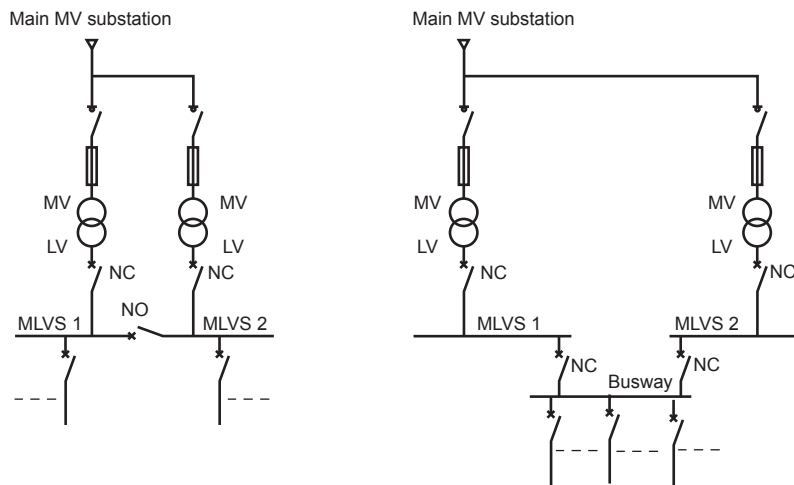 Main MV substation
MV
MV
LV
LV
NC
NC
NO
MLVS 1
MLVS 2
Main MV substation
MV
MV
LV
LV
NC
NC
MLVS 1
MLVS 2
NC
NC
Busway